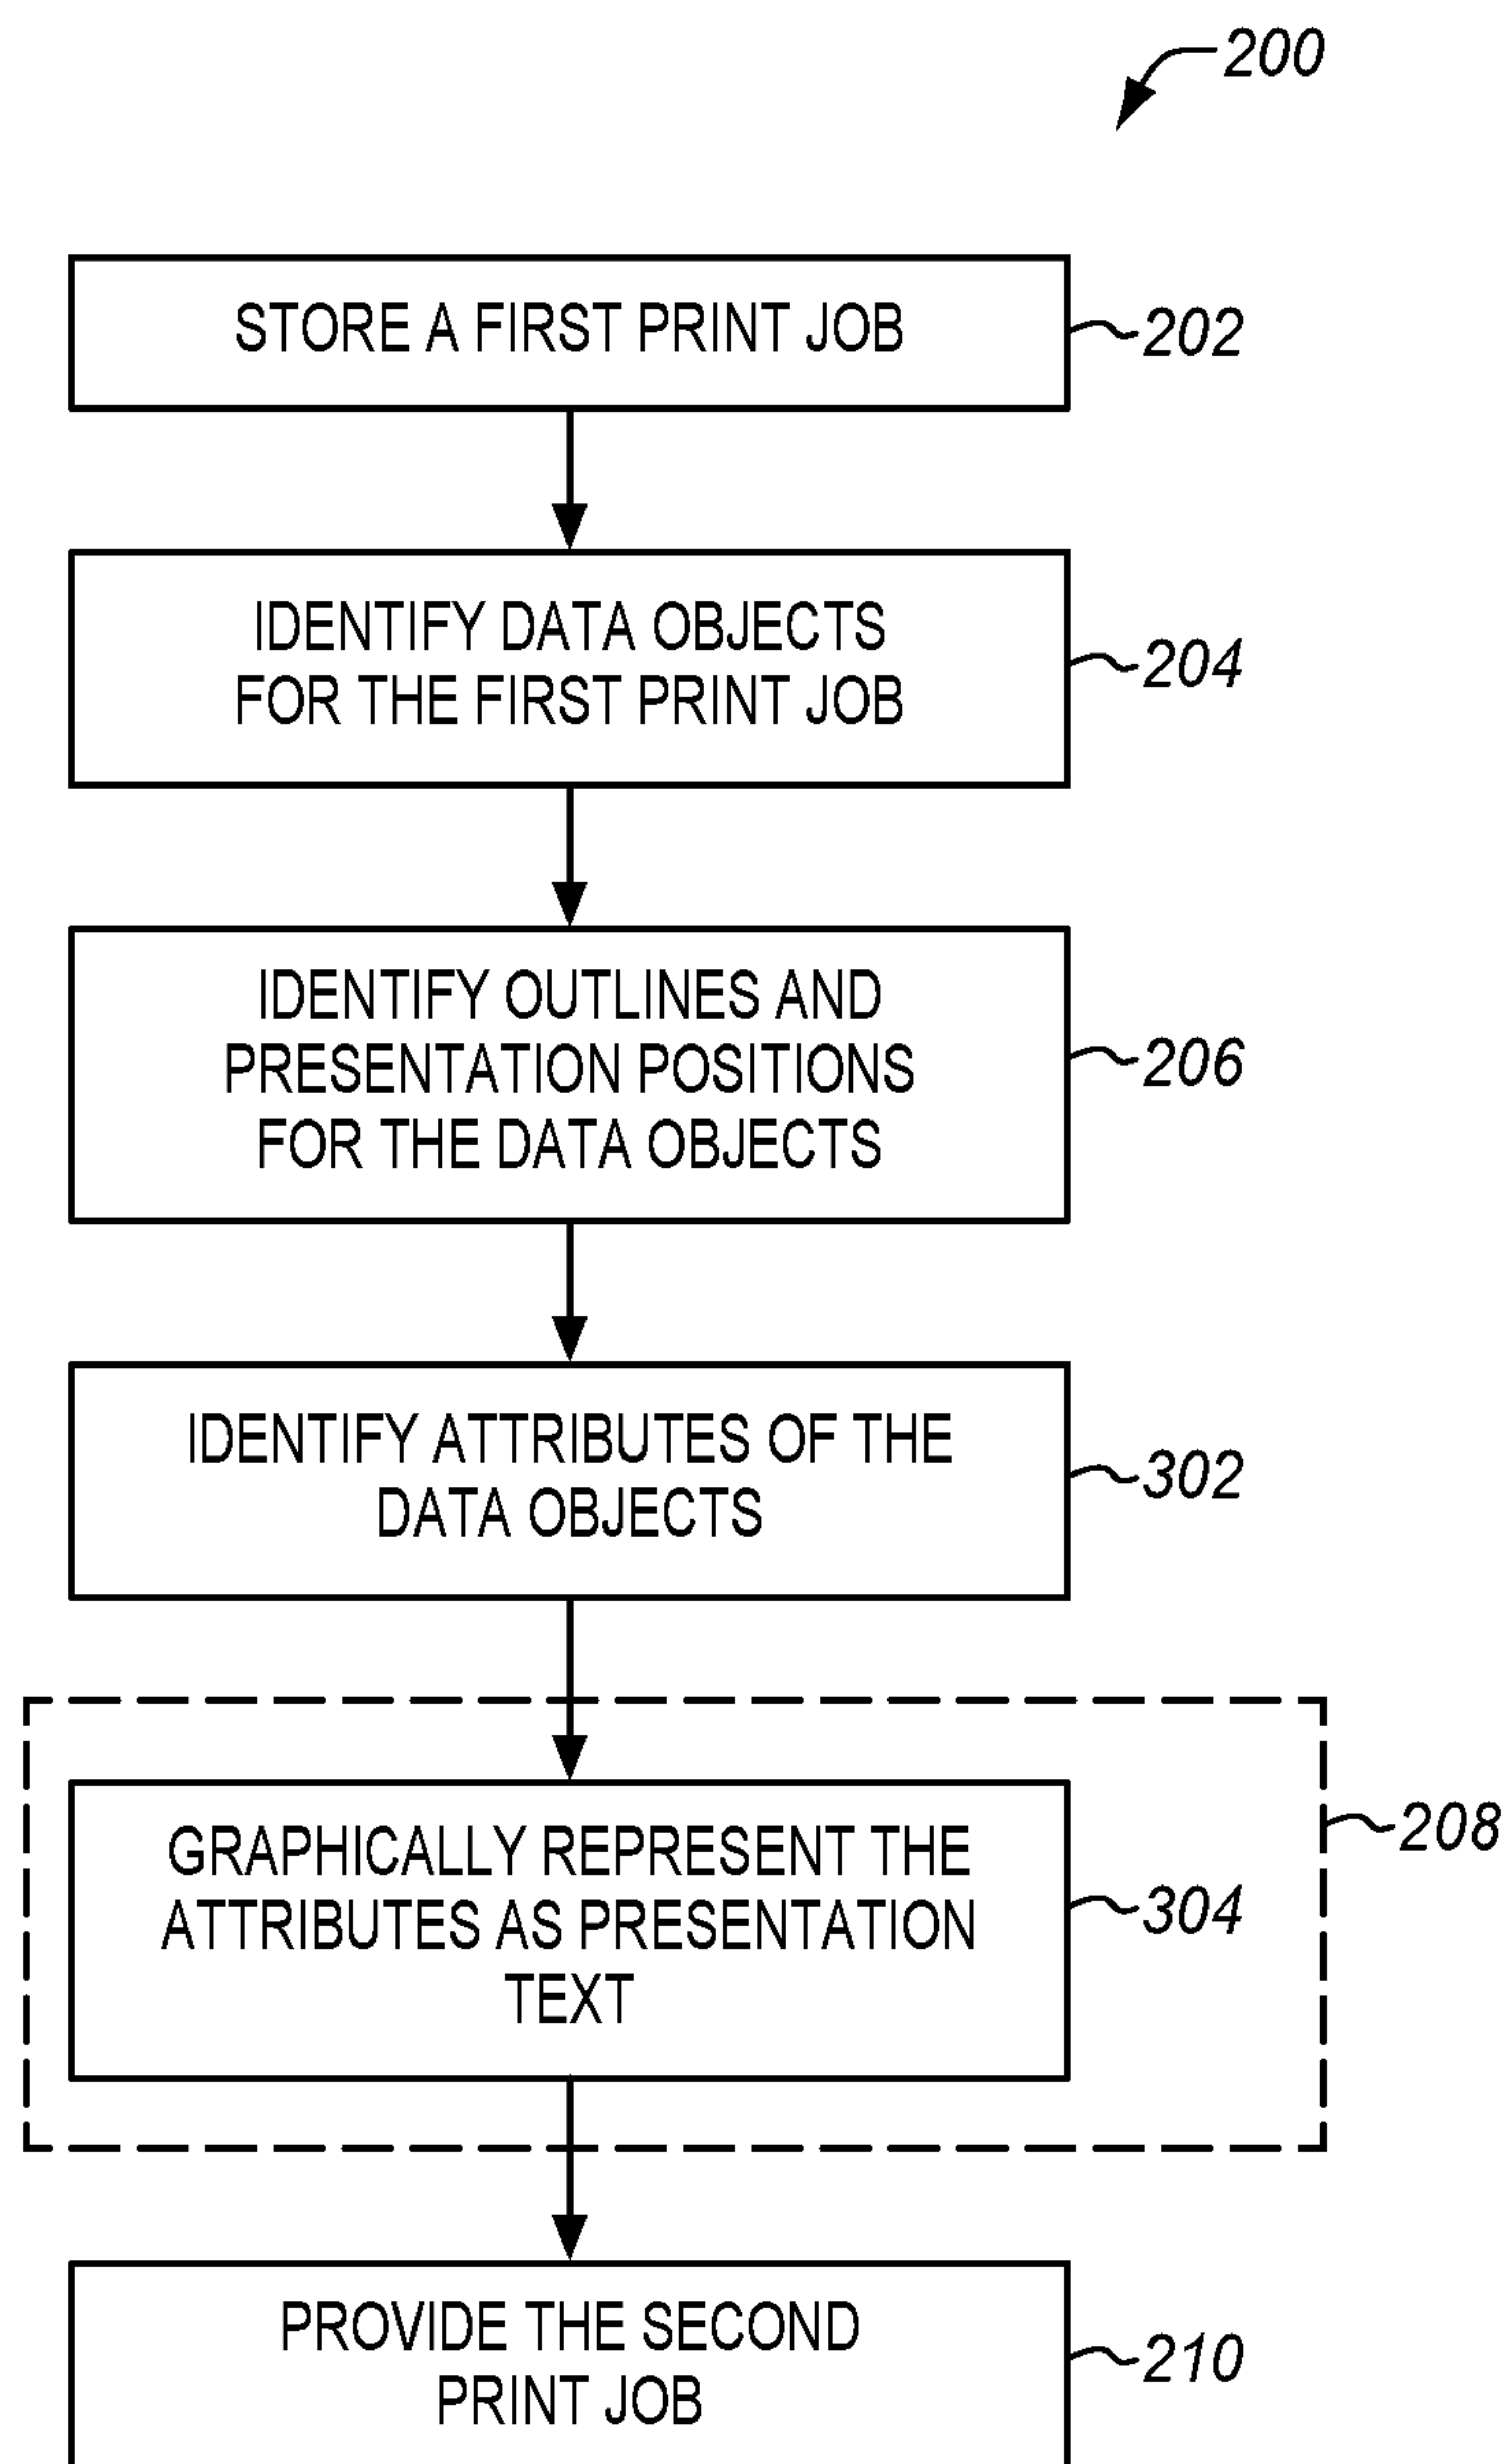 200
STORE A FIRST PRINT JOB
202
IDENTIFY DATA OBJECTS
FOR THE FIRST PRINT JOB
204
IDENTIFY OUTLINES AND
PRESENTATION POSITIONS
FOR THE DATA OBJECTS
206
IDENTIFY ATTRIBUTES OF THE
DATA OBJECTS
302
208
GRAPHICALLY REPRESENT THE
ATTRIBUTES AS PRESENTATION
TEXT
304
PROVIDE THE SECOND
PRINT JOB
210